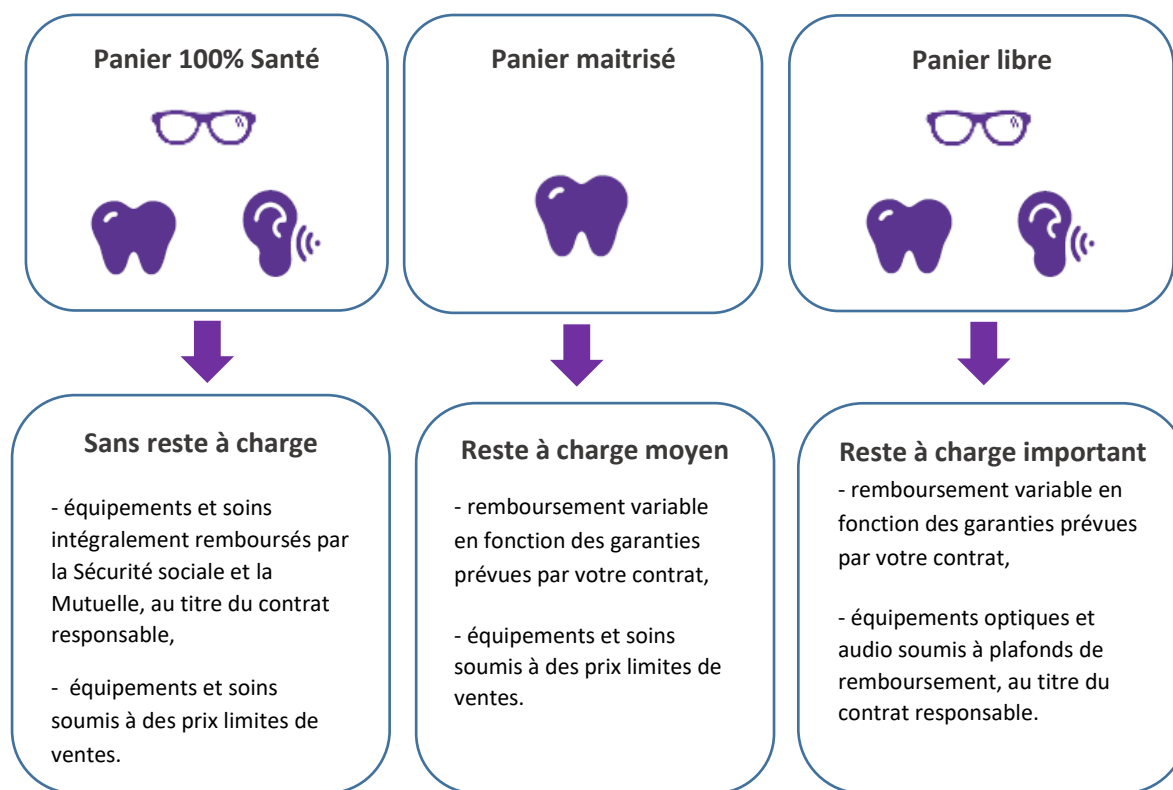 Panier 100% Santé
Panier maitrisé
Panier libre
Sans reste à charge
- équipements et soins
intégralement remboursés par
la Sécurité sociale et la
Mutuelle, au titre du contrat
responsable,
- équipements et soins
soumis à des prix limites de
ventes.
Reste à charge moyen
- remboursement variable
en fonction des garanties
prévues par votre contrat,
- équipements et soins
soumis à des prix limites de
ventes.
Reste à charge important
- remboursement variable en
fonction des garanties prévues
par votre contrat,
- équipements optiques et
audio soumis à plafonds de
remboursement, au titre du
contrat responsable.